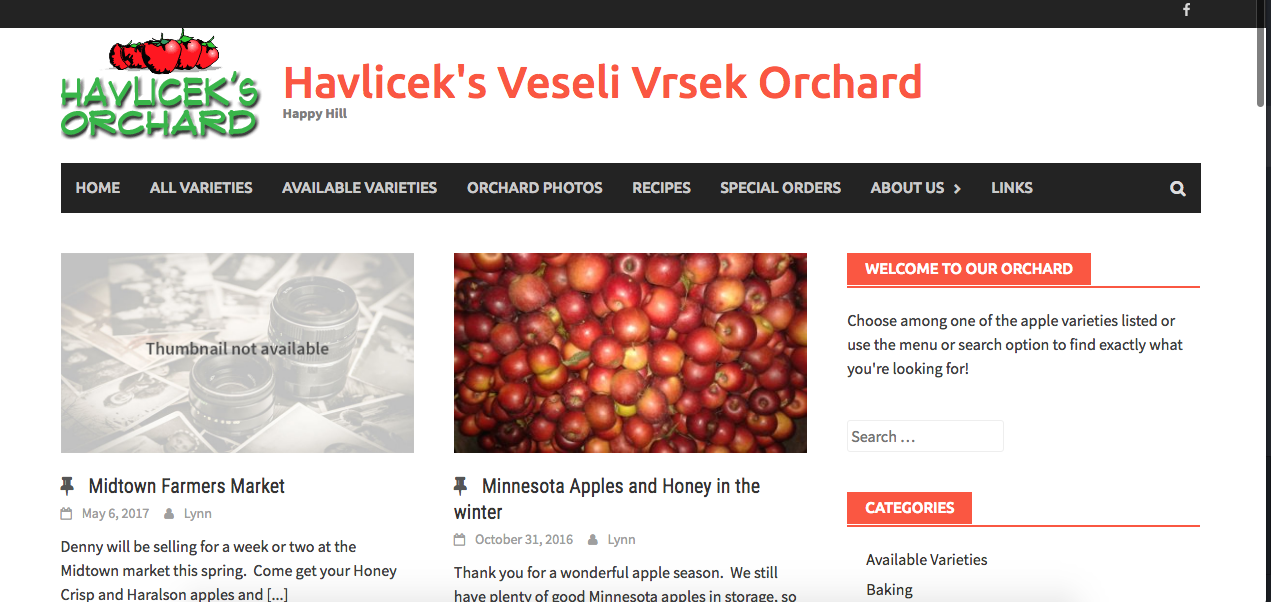 HAVLICEK'S
ORCHARD
Havlicek's Veseli Vrsek Orchard
Happy Hill
HOME ALL VARIETIES AVAILABLE VARIETIES ORCHARD PHOTOS RECIPES SPECIAL ORDERS ABOUT US LINKS
Thumbnail not available
Midtown Farmers Market
May 6, 2017 Lynn
Denny will be selling for a week or two at the
Midtown market this spring.  Come get your Honey
Crisp and Haralson apples and [...]
Minnesota Apples and Honey in the
winter
October 31, 2016 Lynn
Thank you for a wonderful apple season.  We still
have plenty of good Minnesota apples in storage, so
WELCOME TO OUR ORCHARD
Choose among one of the apple varieties listed or
use the menu or search option to find exactly what
you're looking for!
Search …
CATEGORIES
Available Varieties
Baking